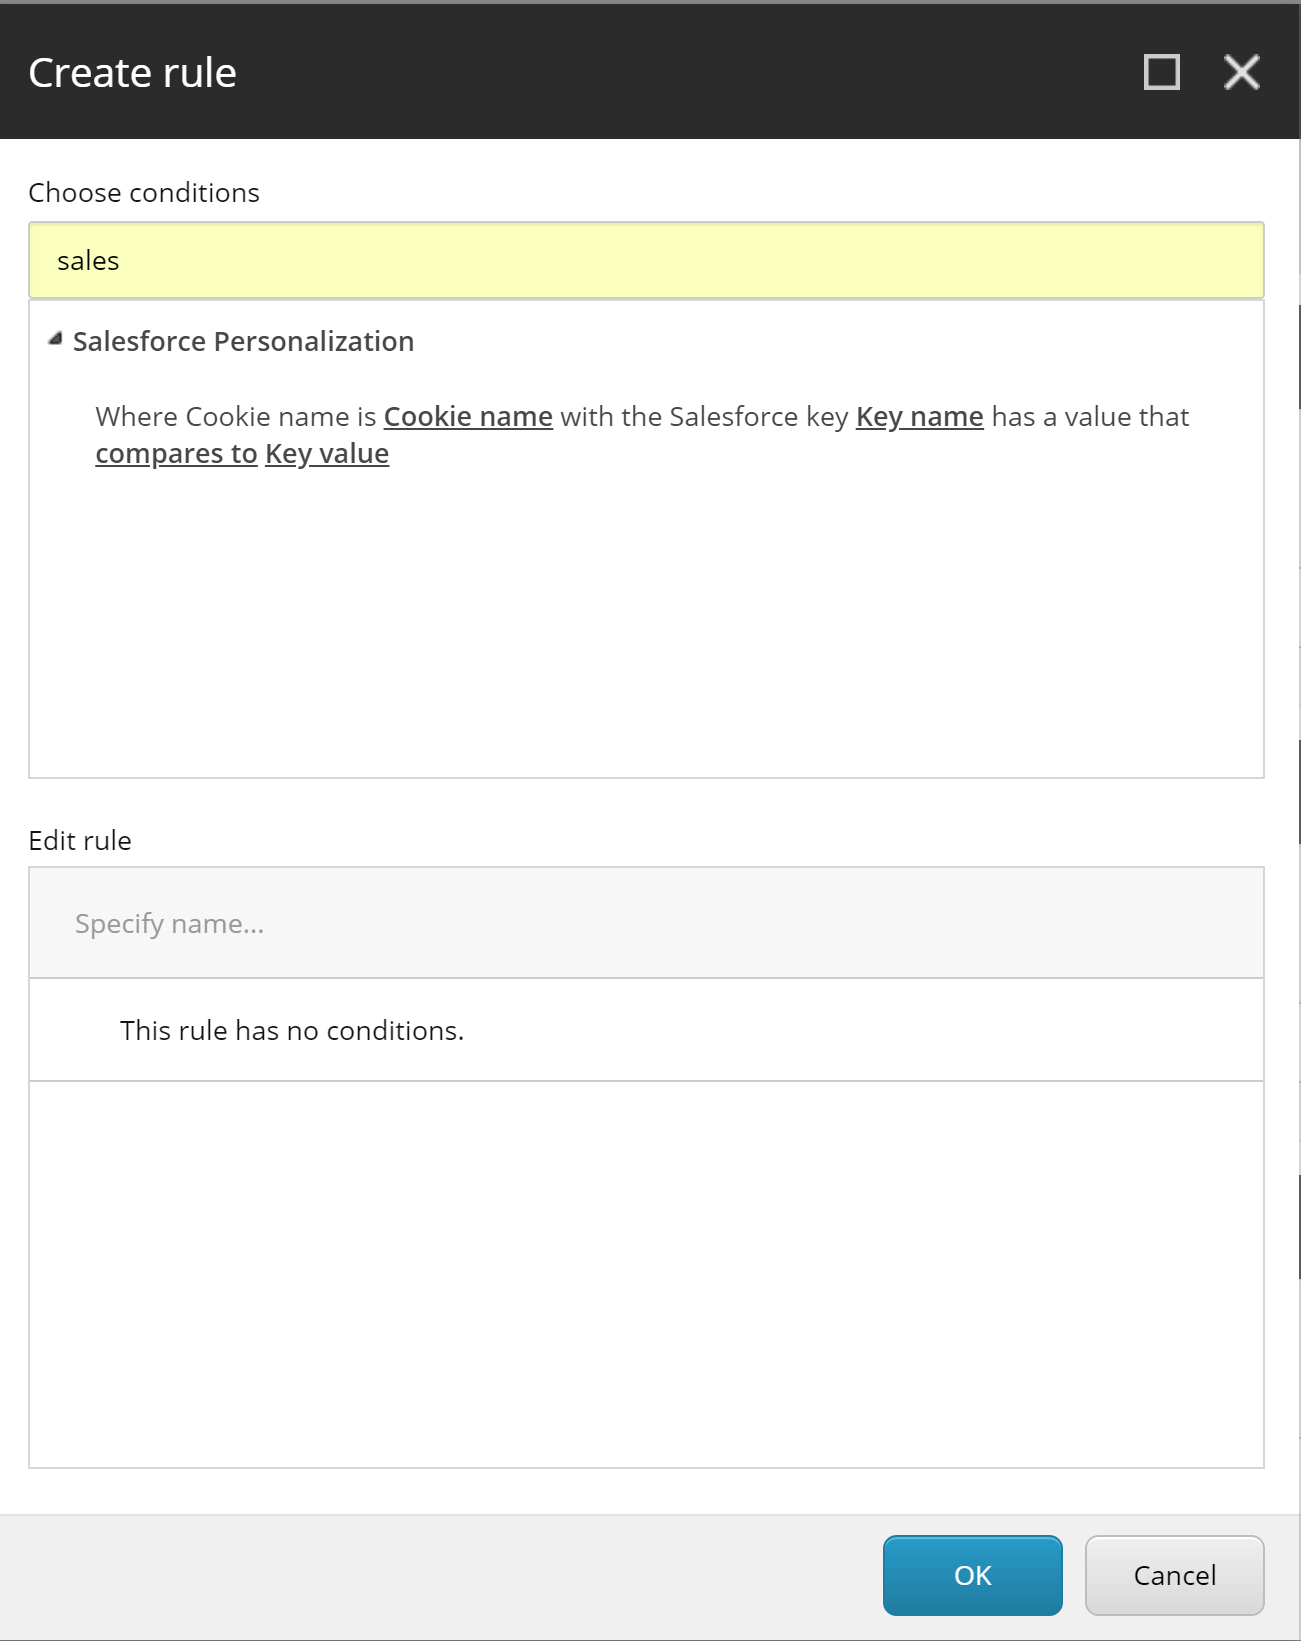 Create rule
Choose conditions
sales
Salesforce Personalization
Where Cookie name is Cookie name with the Salesforce key Key name has a value that
compares to Key value
Edit rule
Specify name...
This rule has no conditions.
OK
Cancel